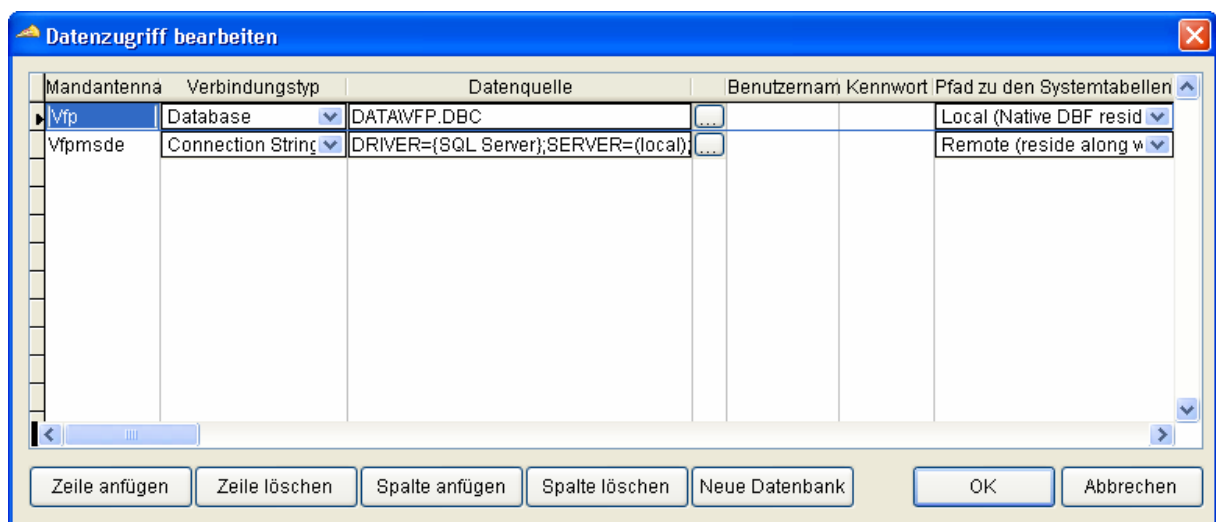 Datenzugriff bearbeiten
Mandantenna Verbindungstyp Datenquelle Benutzernam Kennwort Pfad zu den Systemtabellen
Vfp Database DATA\VFP.DBC ... Local (Native DBF resid
Vfpmsde Connection String DRIVER={SQL Server};SERVER=(local); ... Remote (reside along w
Zeile anfügen Zeile löschen Spalte anfügen Spalte löschen Neue Datenbank OK Abbrechen